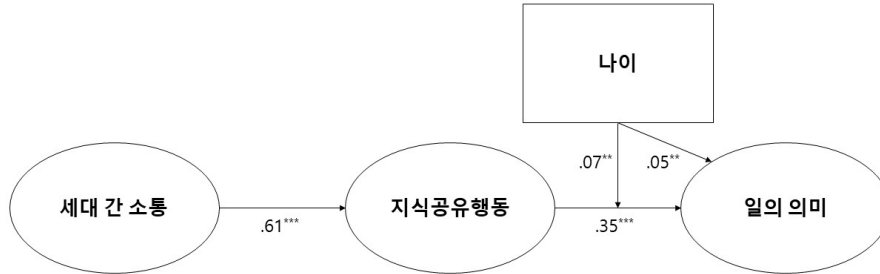 나이
.07**
.05**
세대 간 소통
.61***
지식공유행동
.35***
일의 의미